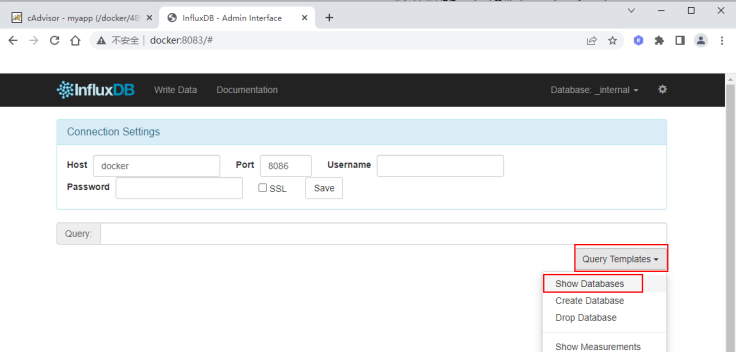 cAdvisor - myapp (/docker/48
InfluxDB - Admin Interface
不安全 docker:8083/#
InfluxDB Write Data Documentation Database: _internal
Connection Settings
Host docker Port 8086 Username
Password SSL Save
Query:
Query Templates
Show Databases
Create Database
Drop Database
Show Measurements